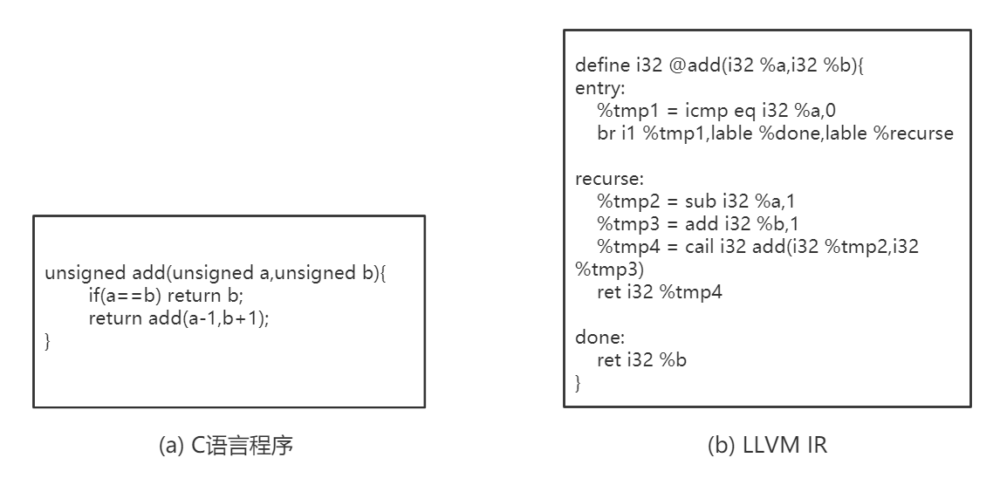 unsigned add(unsigned a,unsigned b){
if(a==b) return b;
return add(a-1,b+1);
}
(a) C语言程序
define i32 @add(i32 %a,i32 %b){
entry:
%tmp1 = icmp eq i32 %a,0
br i1 %tmp1,lable %done,lable %recurse
recurse:
%tmp2 = sub i32 %a,1
%tmp3 = add i32 %b,1
%tmp4 = cail i32 add(i32 %tmp2,i32
%tmp3)
ret i32 %tmp4
done:
ret i32 %b
}
(b) LLVM IR